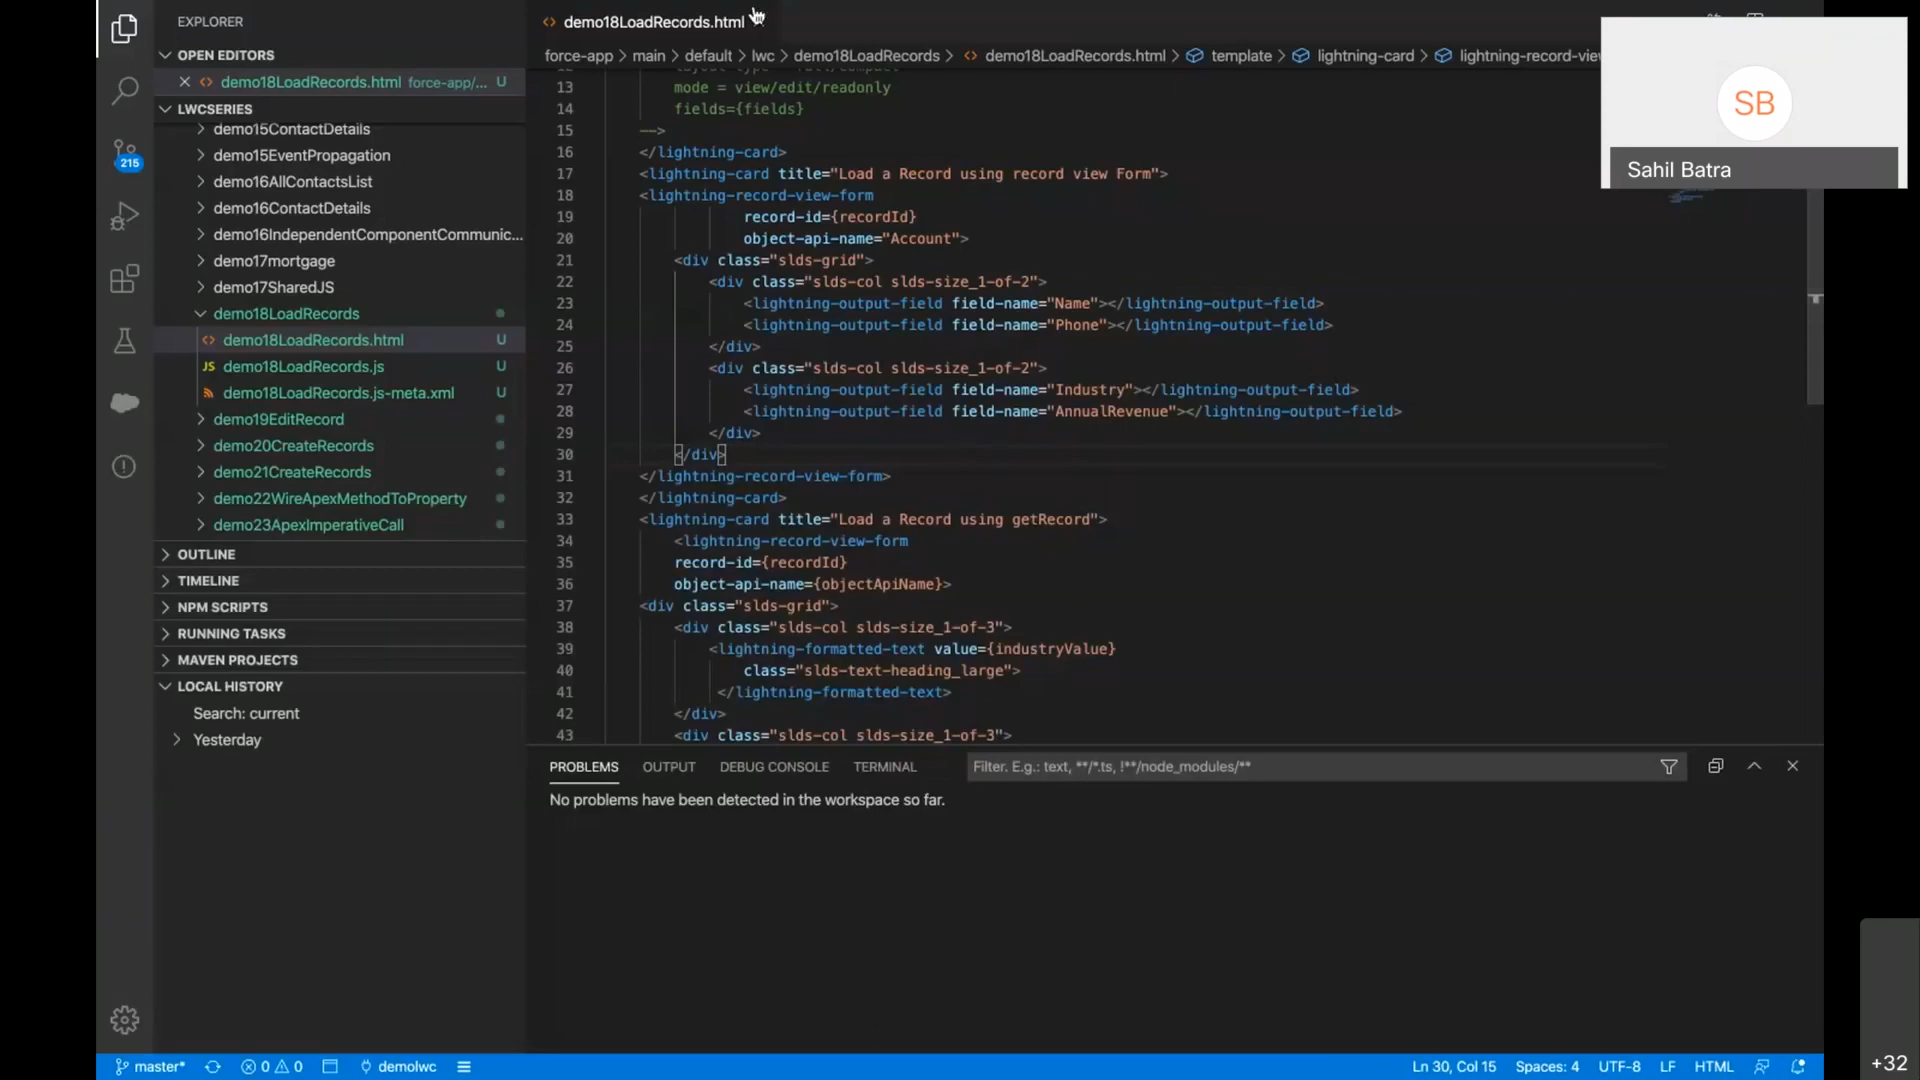 EXPLORER
OPEN EDITORS
demo18LoadRecords.html force-app/... U
LWCSERIES
demo15ContactDetails
demo15EventPropagation
demo16AllContactsList
demo16ContactDetails
demo16IndependentComponentCommunic...
demo17mortgage
demo17SharedJS
demo18LoadRecords
demo18LoadRecords.html U
JS demo18LoadRecords.js U
demo18LoadRecords.js-meta.xml U
demo19EditRecord
demo20CreateRecords
demo21CreateRecords
demo22WireApexMethodToProperty
demo23ApexImperativeCall
OUTLINE
TIMELINE
NPM SCRIPTS
RUNNING TASKS
MAVEN PROJECTS
LOCAL HISTORY
Search: current
Yesterday
215
demo18LoadRecords.html
force-app > main > default > lwc > demo18LoadRecords > demo18LoadRecords.html > template > lightning-card > lightning-record-vie
13 mode = view/edit/readonly
14 fields={fields}
15 -->
16 </lightning-card>
17 <lightning-card title="Load a Record using record view Form">
18 <lightning-record-view-form
19 record-id={recordId}
20 object-api-name="Account">
21 <div class="slds-grid">
22 <div class="slds-col slds-size_1-of-2">
23 <lightning-output-field field-name="Name"></lightning-output-field>
24 <lightning-output-field field-name="Phone"></lightning-output-field>
25 </div>
26 <div class="slds-col slds-size_1-of-2">
27 <lightning-output-field field-name="Industry"></lightning-output-field>
28 <lightning-output-field field-name="AnnualRevenue"></lightning-output-field>
29 </div>
30 </div>
31 </lightning-record-view-form>
32 </lightning-card>
33 <lightning-card title="Load a Record using getRecord">
34 <lightning-record-view-form
35 record-id={recordId}
36 object-api-name={objectApiName}>
37 <div class="slds-grid">
38 <div class="slds-col slds-size_1-of-3">
39 <lightning-formatted-text value={industryValue}
40 class="slds-text-heading_large">
41 </lightning-formatted-text>
42 </div>
43 <div class="slds-col slds-size_1-of-3">
PROBLEMS OUTPUT DEBUG CONSOLE TERMINAL Filter. E.g.: text, **/*.ts, !**/node_modules/**
No problems have been detected in the workspace so far.
SB
Sahil Batra
master* 0 0 demolwc Ln 30, Col 15 Spaces: 4 UTF-8 LF HTML
+32